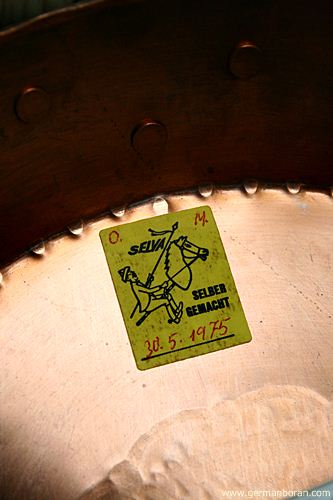 O. M.
SELVA
SELBER
GEMACHT
30.5.1975
www.germanboran.com